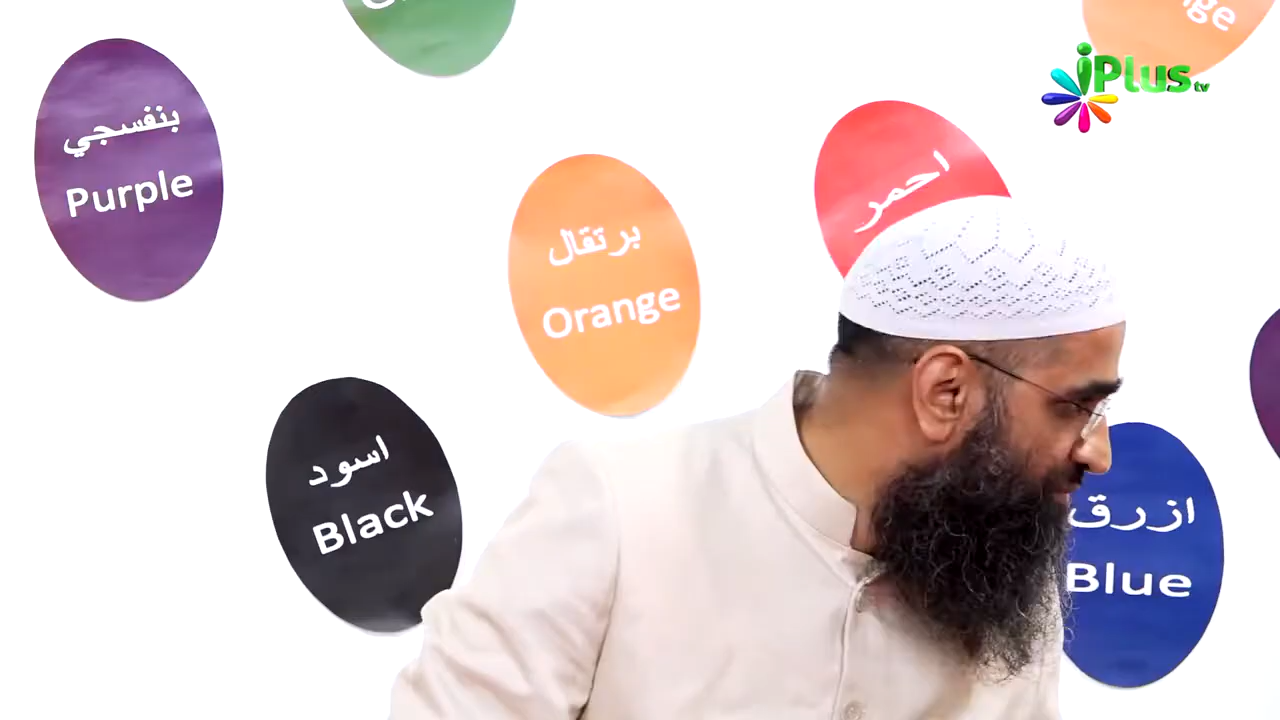 بنفسجي
Purple
برتقال
Orange
احمر
اسود
Black
ازرق
Blue
iPlus tv